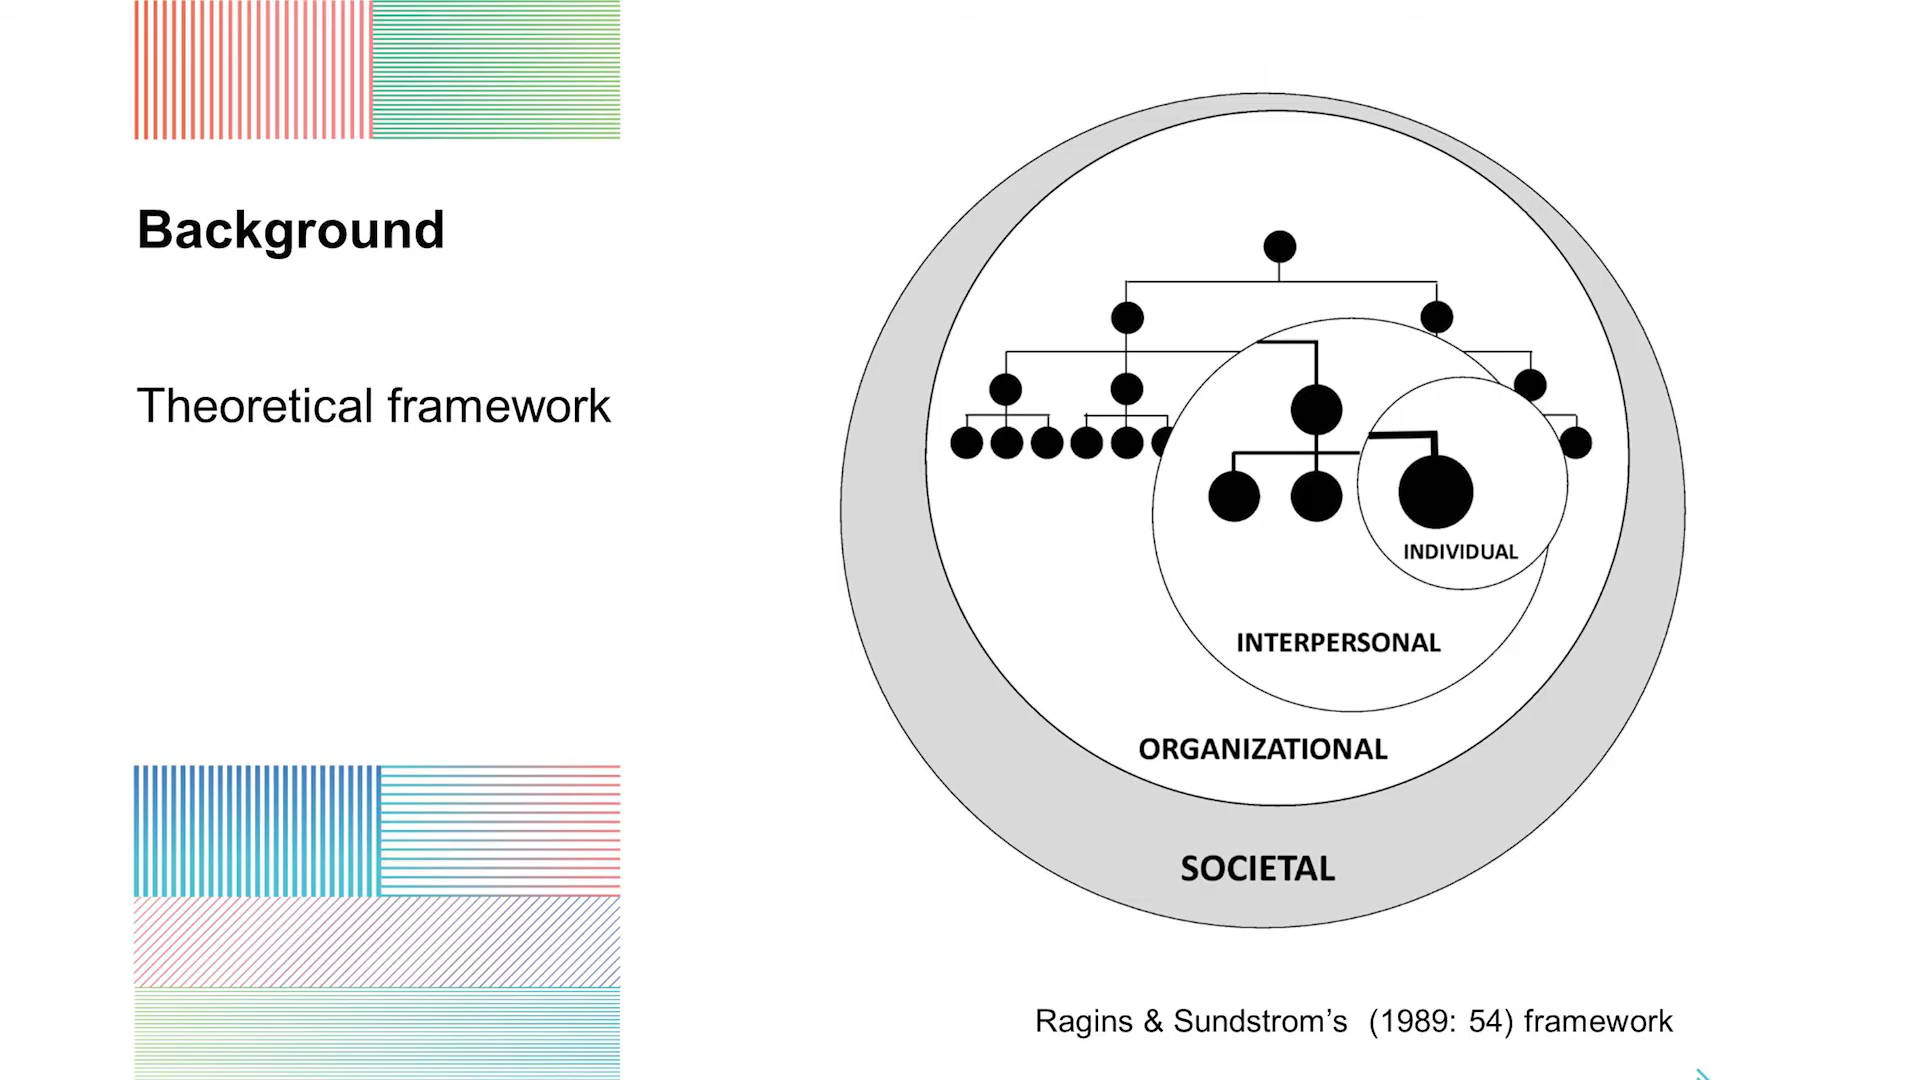 Background
Theoretical framework
INDIVIDUAL
INTERPERSONAL
ORGANIZATIONAL
SOCIETAL
Ragins & Sundstrom’s  (1989: 54) framework